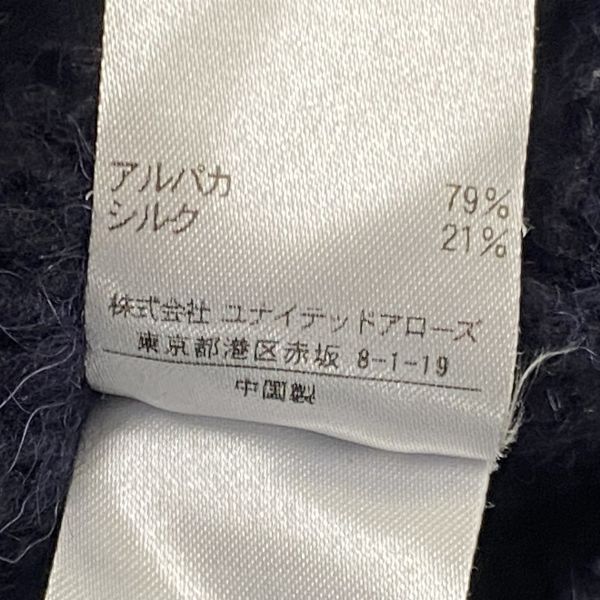 アルパカ 79%
シルク 21%
株式会社 ユナイテッドアローズ
東京都港区赤坂 8-1-19
中国製